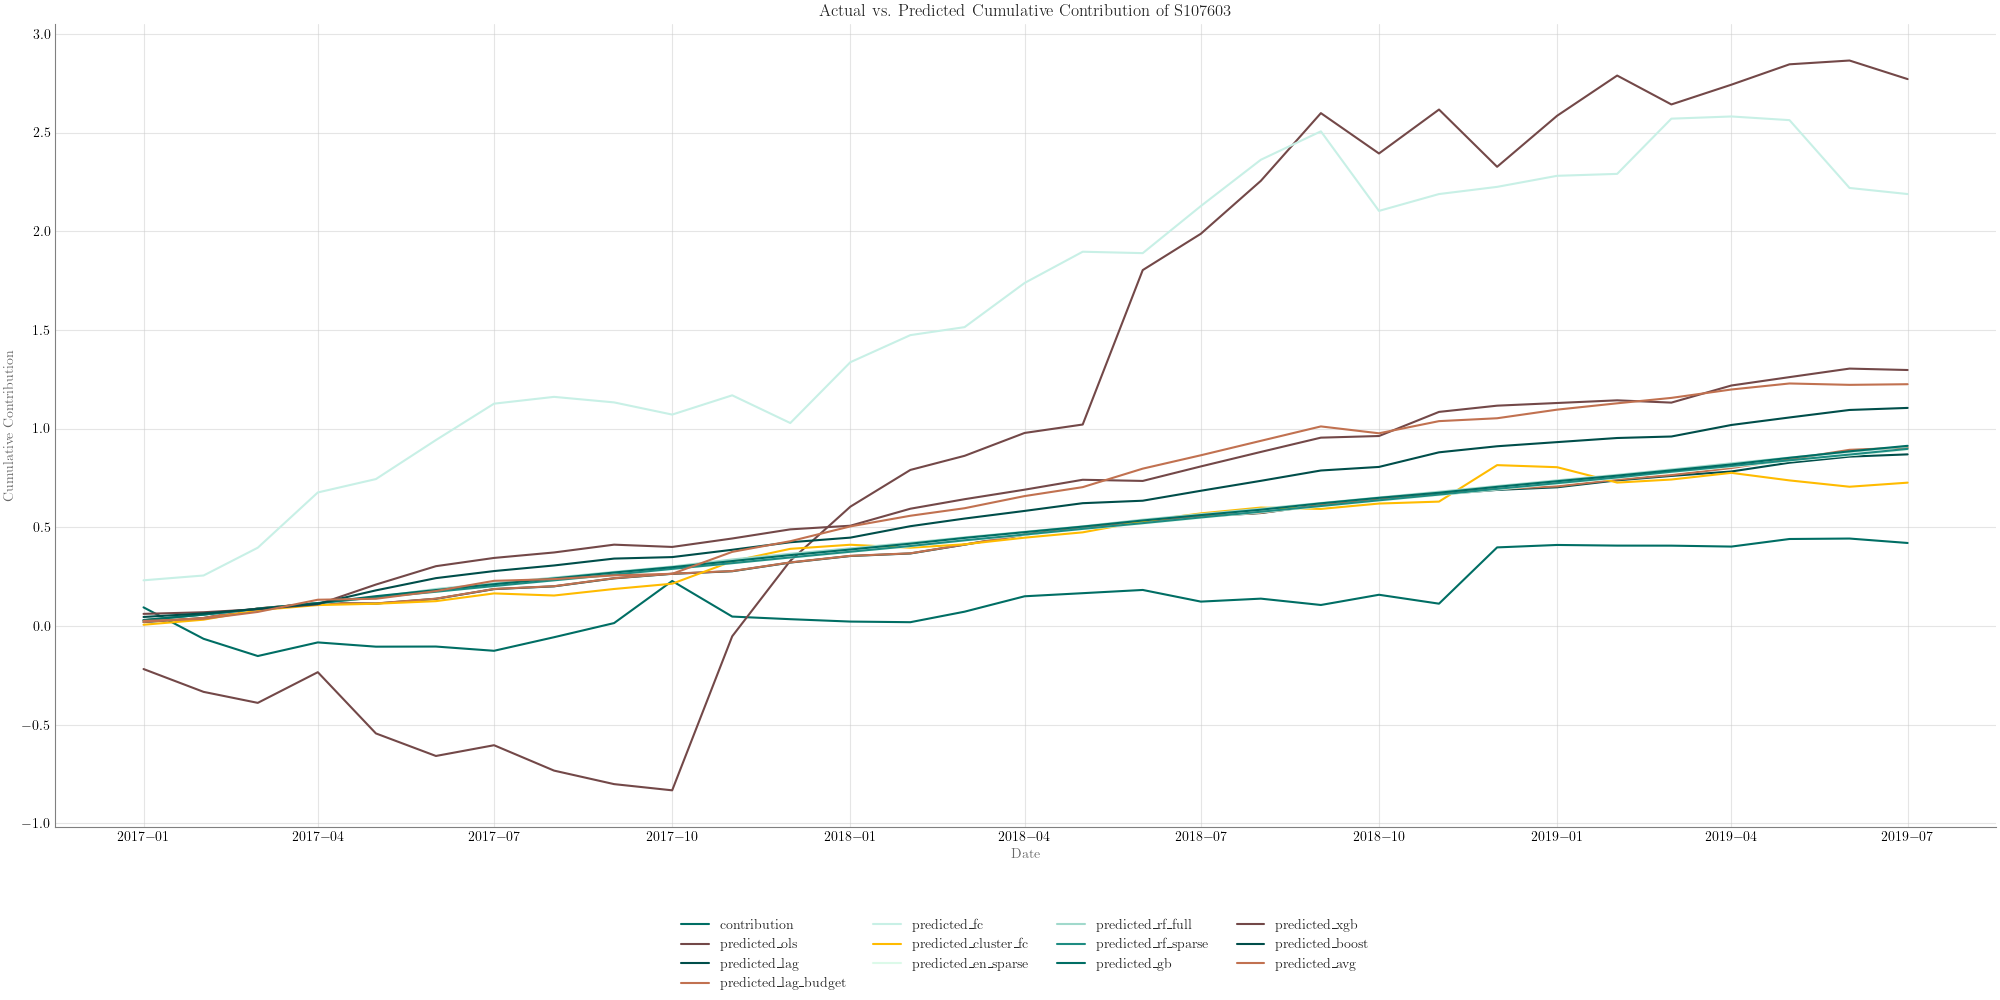 Actual vs. Predicted Cumulative Contribution of S107603
3.0
2.5
2.0
1.5
1.0
0.5
0.0
−0.5
−1.0
Cumulative Contribution
2017−01 2017−04 2017−07 2017−10 2018−01 2018−04 2018−07 2018−10 2019−01 2019−04 2019−07
Date
contribution predicted_fc predicted_rf_full predicted_xgb
predicted_ols predicted_cluster_fc predicted_rf_sparse predicted_boost
predicted_lag predicted_en_sparse predicted_gb predicted_avg
predicted_lag_budget